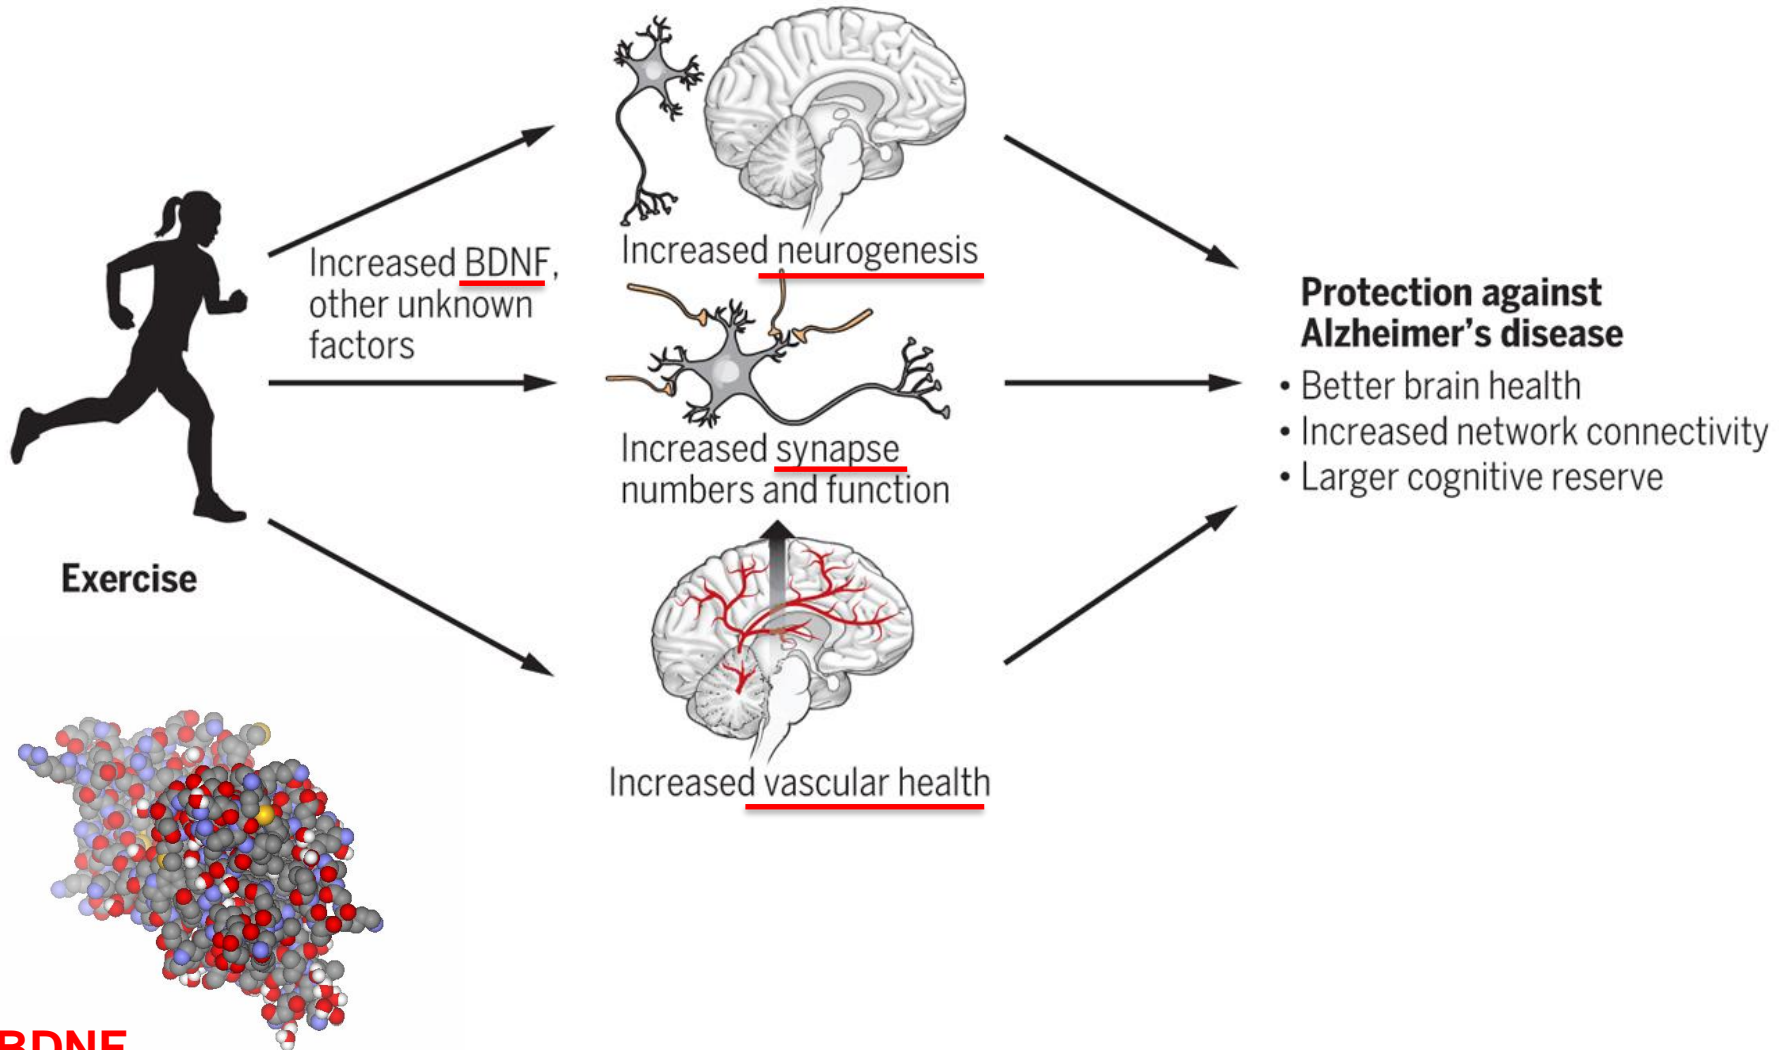 Increased BDNF,
other unknown
factors
Exercise
Increased neurogenesis
Increased synapse
numbers and function
Increased vascular health
Protection against
Alzheimer's disease
• Better brain health
• Increased network connectivity
• Larger cognitive reserve
BDNF